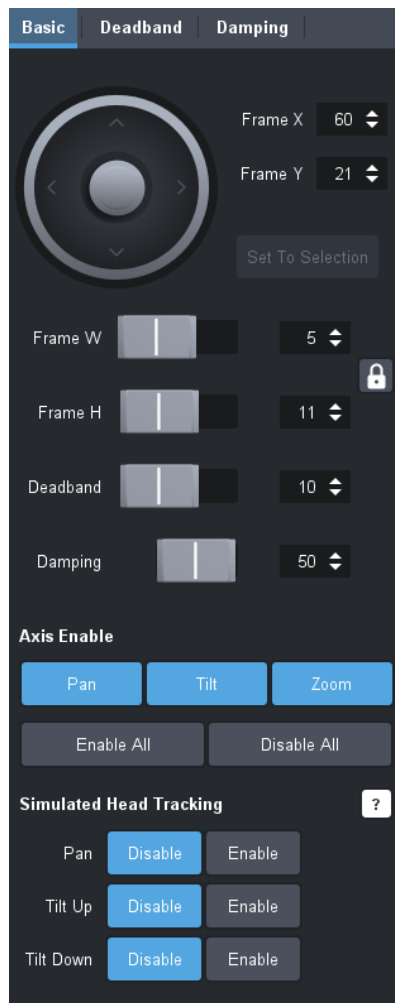 Basic Deadband Damping
Frame X 60
Frame Y 21
Set To Selection
Frame W 5
Frame H 11
Deadband 10
Damping 50
Axis Enable
Pan Tilt Zoom
Enable All Disable All
Simulated Head Tracking ?
Pan Disable Enable
Tilt Up Disable Enable
Tilt Down Disable Enable